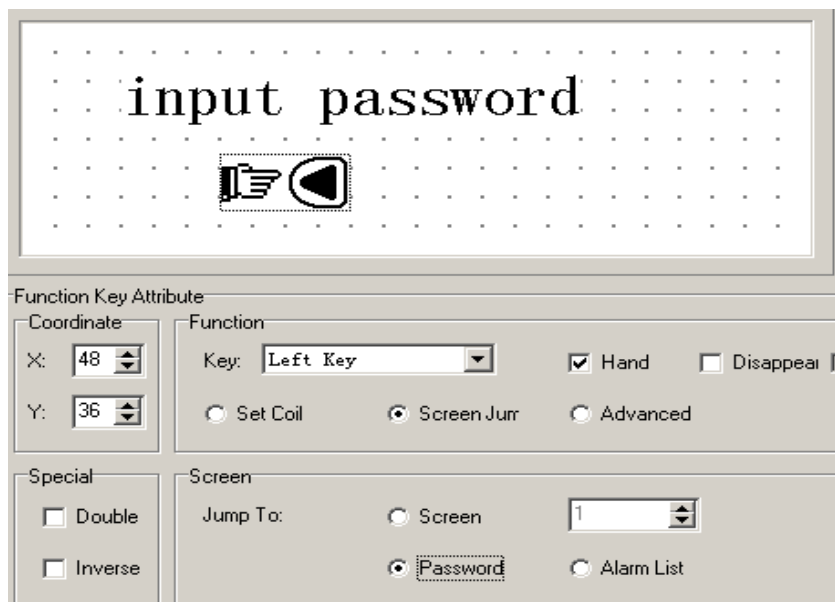 input password
Function Key Attribute
Coordinate
Function
X: 48
Key: Left Key
Hand
Disappear
Y: 36
Set Coil
Screen Jum
Advanced
Special
Screen
Double
Jump To:
Screen
1
Inverse
Password
Alarm List